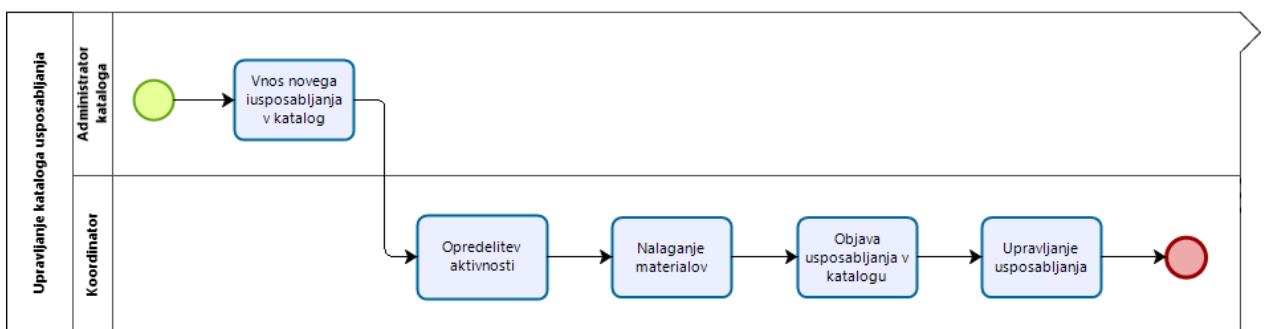 Upravljanje kataloga usposabljanja
Administrator
kataloga
Vnos novega
iusposabljanja
v katalog
Koordinator
Opredelitev
aktivnosti
Nalaganje
materialov
Objava
usposabljanja v
katalogu
Upravljanje
usposabljanja